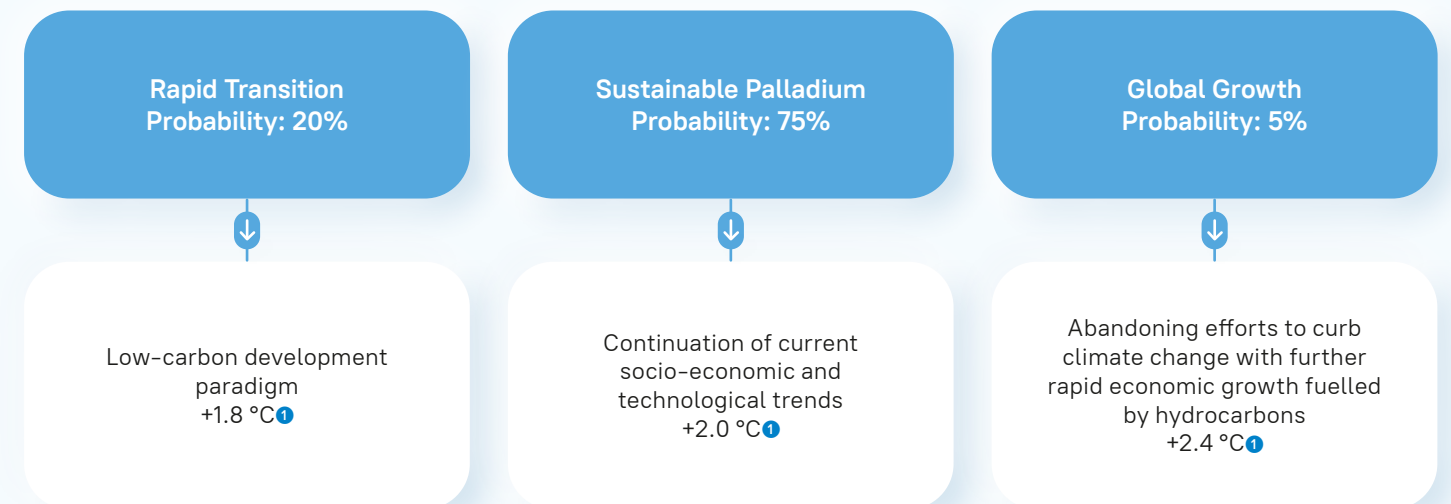 Rapid Transition
Probability: 20%
Low-carbon development
paradigm
+1.8 °C1
Sustainable Palladium
Probability: 75%
Continuation of current
socio-economic and
technological trends
+2.0 °C1
Global Growth
Probability: 5%
Abandoning efforts to curb
climate change with further
rapid economic growth fuelled
by hydrocarbons
+2.4 °C1